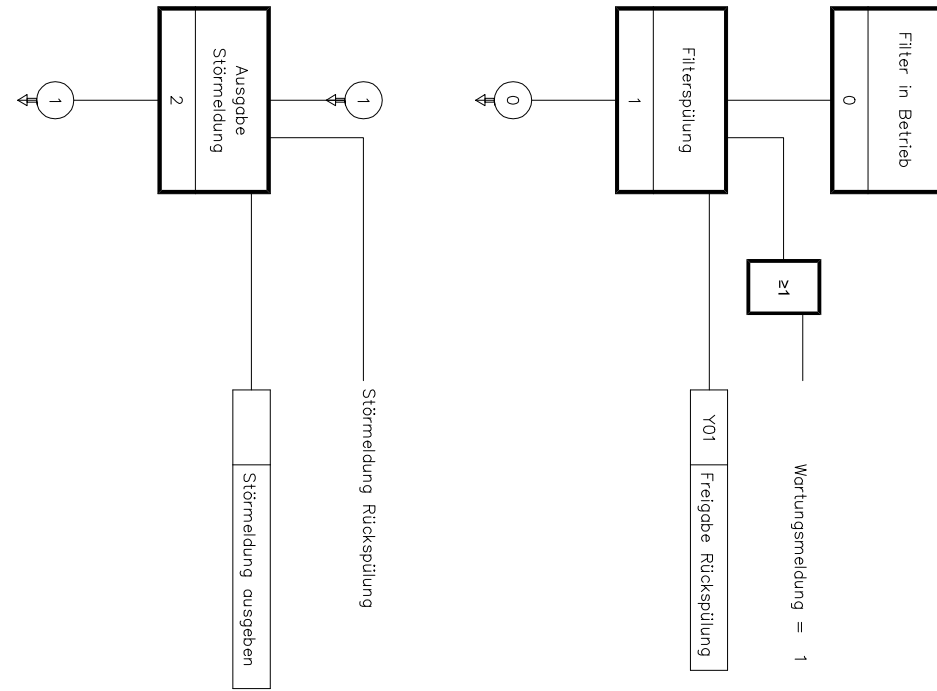 Filter in Betrieb
0
≥1
Wartungsmeldung = 1
Filterspülung
1
Y01
Freigabe Rückspülung
0
1
Störmeldung Rückspülung
Ausgabe
Störmeldung
2
Störmeldung ausgeben
1